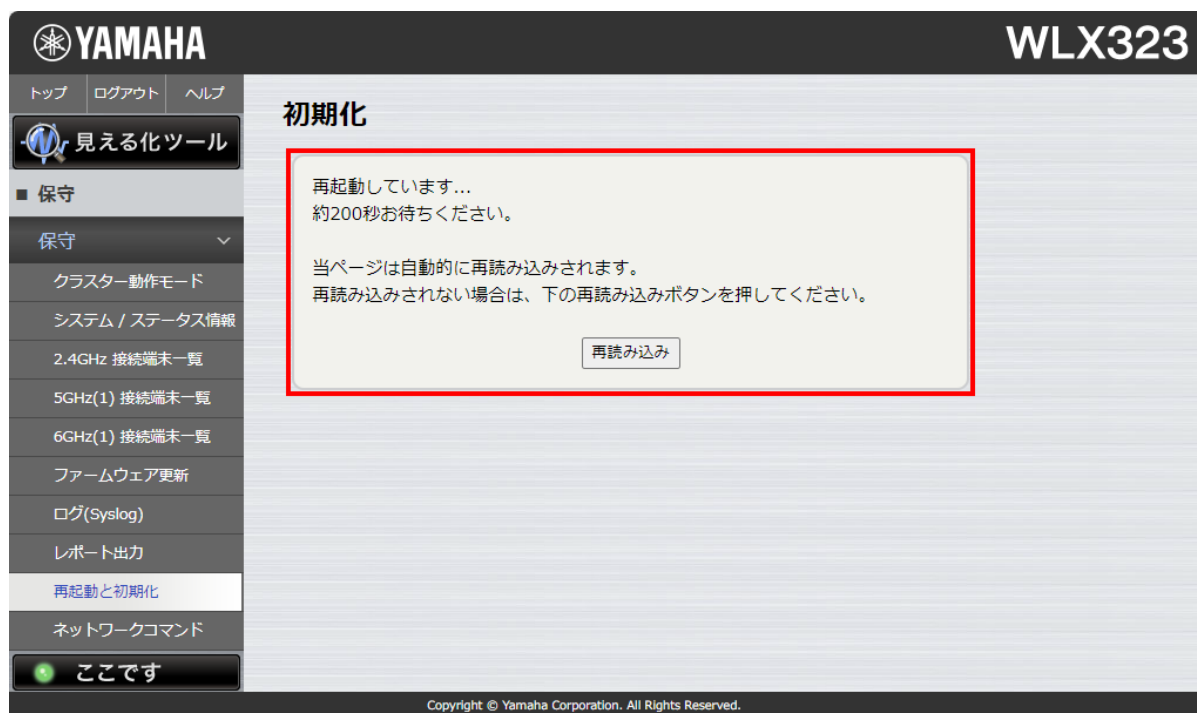 YAMAHA
WLX323
トップ
ログアウト
ヘルプ
見える化ツール
■ 保守
保守
クラスター動作モード
システム / ステータス情報
2.4GHz 接続端末一覧
5GHz(1) 接続端末一覧
6GHz(1) 接続端末一覧
ファームウェア更新
ログ(Syslog)
レポート出力
再起動と初期化
ネットワークコマンド
ここです
初期化
再起動しています...
約200秒お待ちください。
当ページは自動的に再読み込みされます。
再読み込みされない場合は、下の再読み込みボタンを押してください。
再読み込み
Copyright © Yamaha Corporation. All Rights Reserved.